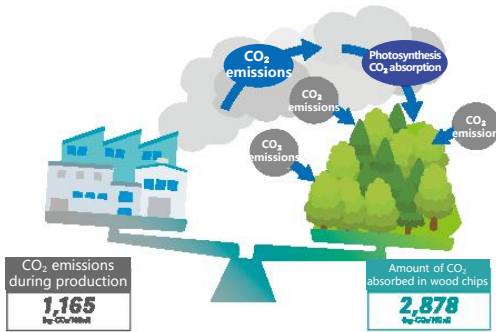 CO₂
emissions
Photosynthesis
CO₂ absorption
CO₂
emissions
CO₂
emission
CO₂
emissions
CO₂ emissions
during production
1,165
Amount of CO₂
absorbed in wood chips
2,878